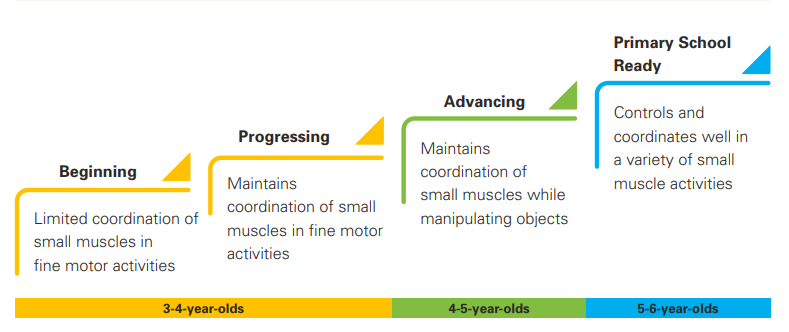 Beginning
Limited coordination of
small muscles in
fine motor activities
Progressing
Maintains
coordination of small
muscles in fine motor
activities
Advancing
Maintains
coordination of
small muscles while
manipulating objects
Primary School
Ready
Controls and
coordinates well in
a variety of small
muscle activities
3-4-year-olds
4-5-year-olds
5-6-year-olds